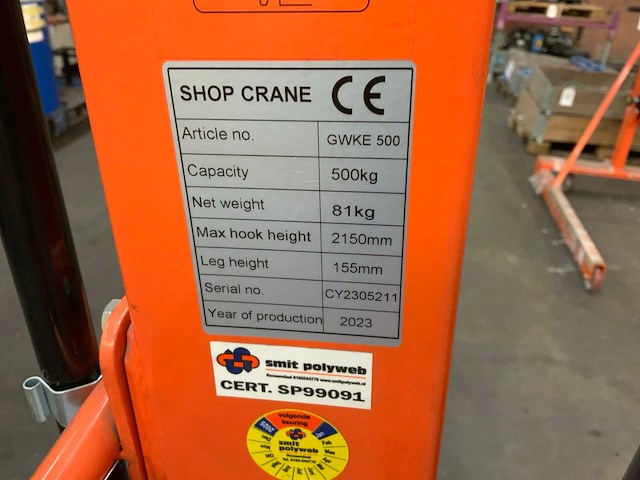 SHOP CRANE CE
Article no. GWKE 500
Capacity 500kg
Net weight 81kg
Max hook height 2150mm
Leg height 155mm
Serial no. CY2305211
Year of production 2023
smit polyweb
CERT. SP99091
volgende
keuring
2025
smit
polyweb